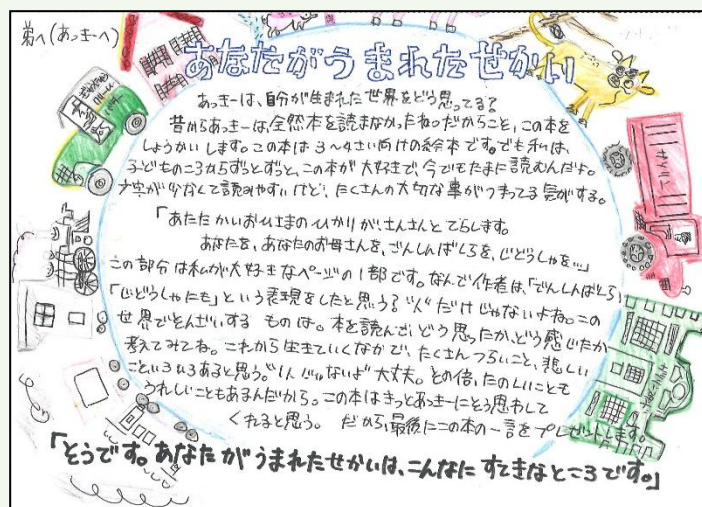 弟へ(あっきーへ)
あなたがうまれたせかい
あっきーは、自分が生まれた世界をどう思ってる?
昔からあっきーは、全然本を読まなかったね。だからこそ、この本を
しょうかいします。この本は3〜4さい向けの絵本です。でも私は、
子どものころからずっとずっと、この本が大好きで、今でもたまに読むんだよ。
文字が少なくて読みやすいけど、たくさんの大切な事がつまってる気がする。
「あたたかいおひさまのひかりが、さんさんとてらします。
あなたを、あなたのお母さんを、でんしんばしらを、じどうしゃを…」
この部分は私が大好きなページの1部です。なんで作者は、「でんしんばしら」
「じどうしゃにも」という表現をしたと思う?"人"だけじゃないよね。この
世界でそんざいするものは。本を読んで、どう思ったか、どう感じたか
考えてみてね。これから生きていくなかで、たくさんつらいこと、悲しい
こといろいろあると思う。"1人じゃないよ"大丈夫。その倍、たのしいことも
うれしいこともあるんだから。この本はきっとあっきーにそう思わして
くれると思う。だから、最後にこの本の一言をプレゼントします。
「そうです。あなたがうまれたせかいは、こんなにすてきなところです。」